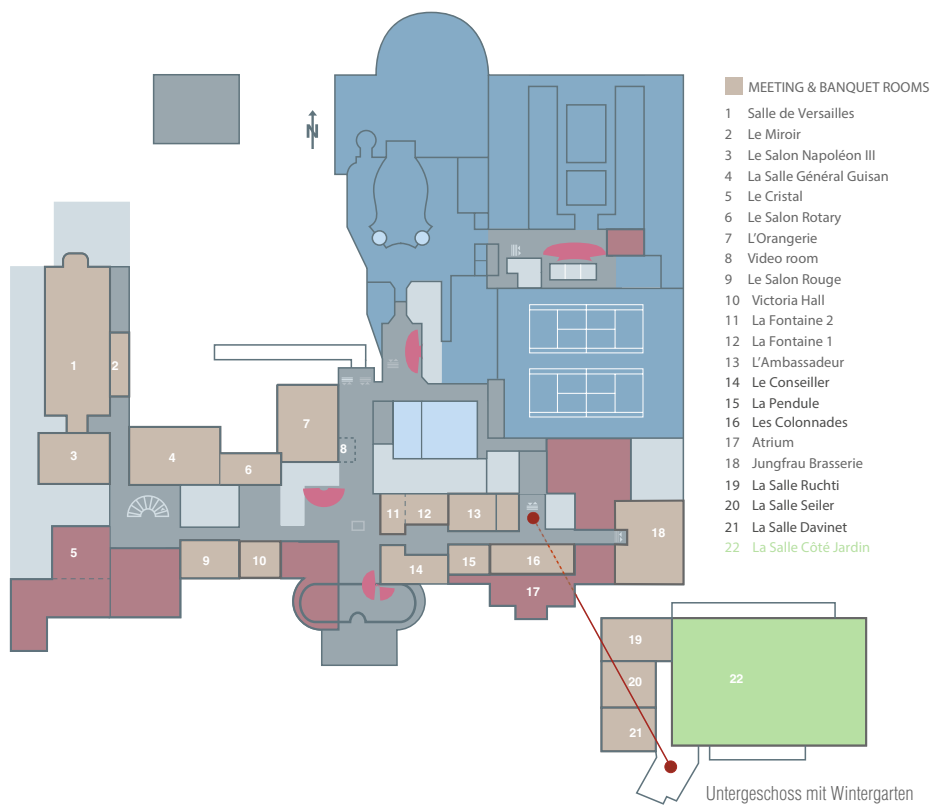 N
MEETING & BANQUET ROOMS
1 Salle de Versailles
2 Le Miroir
3 Le Salon Napoléon III
4 La Salle Général Guisan
5 Le Cristal
6 Le Salon Rotary
7 L'Orangerie
8 Video room
9 Le Salon Rouge
10 Victoria Hall
11 La Fontaine 2
12 La Fontaine 1
13 L'Ambassadeur
14 Le Conseiller
15 La Pendule
16 Les Colonnades
17 Atrium
18 Jungfrau Brasserie
19 La Salle Ruchti
20 La Salle Seiler
21 La Salle Davinet
22 La Salle Côté Jardin
1
2
3
4
6
7
8
11
12
13
18
5
9
10
14
15
16
17
19
20
22
21
Untergeschoss mit Wintergarten